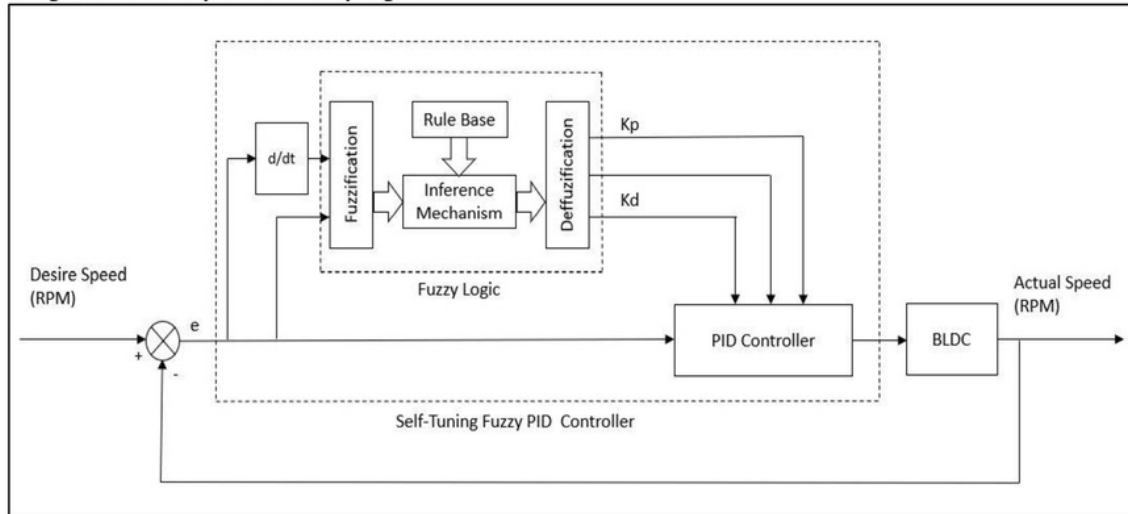 Kp
Rule Base
d/dt
Fuzzification
Inference
Mechanism
Deffuzification
Kd
Desire Speed
(RPM)
Fuzzy Logic
Actual Speed
(RPM)
e
+
-
PID Controller
BLDC
Self-Tuning Fuzzy PID Controller